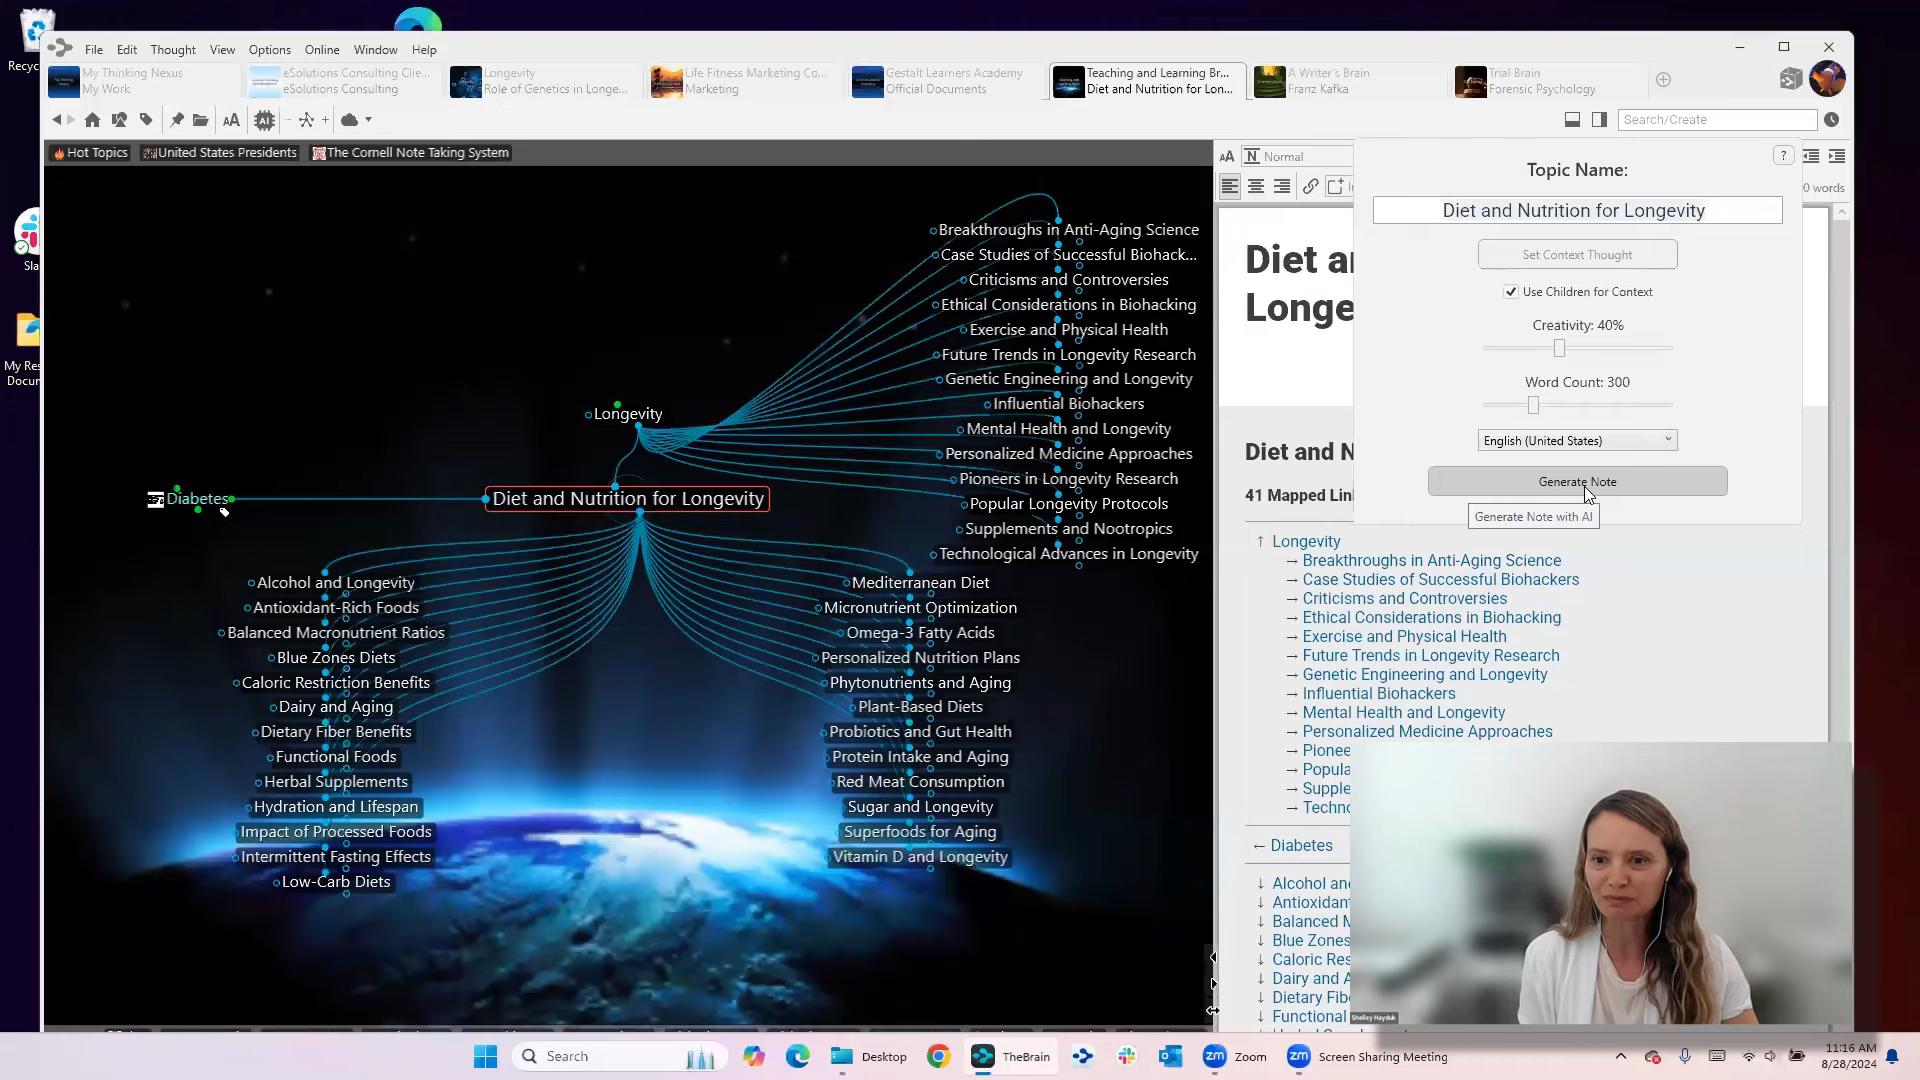 Recyc
Sla
My Res
Docum
File Edit Thought View Options Online Window Help
My Thinking Nexus
My Work
eSolutions Consulting Clie...
eSolutions Consulting
Longevity
Role of Genetics in Longe...
Life Fitness Marketing Co...
Marketing
Gestalt Learners Academy
Official Documents
Teaching and Learning Br...
Diet and Nutrition for Lon...
A Writer's Brain
Franz Kafka
Trial Brain
Forensic Psychology
AA
AI
Search/Create
Hot Topics
United States Presidents
The Cornell Note Taking System
Breakthroughs in Anti-Aging Science
Case Studies of Successful Biohack...
Criticisms and Controversies
Ethical Considerations in Biohacking
Exercise and Physical Health
Future Trends in Longevity Research
Genetic Engineering and Longevity
Influential Biohackers
Mental Health and Longevity
Personalized Medicine Approaches
Pioneers in Longevity Research
Popular Longevity Protocols
Supplements and Nootropics
Technological Advances in Longevity
Longevity
Diabetes
Diet and Nutrition for Longevity
Alcohol and Longevity
Antioxidant-Rich Foods
Balanced Macronutrient Ratios
Blue Zones Diets
Caloric Restriction Benefits
Dairy and Aging
Dietary Fiber Benefits
Functional Foods
Herbal Supplements
Hydration and Lifespan
Impact of Processed Foods
Intermittent Fasting Effects
Low-Carb Diets
Mediterranean Diet
Micronutrient Optimization
Omega-3 Fatty Acids
Personalized Nutrition Plans
Phytonutrients and Aging
Plant-Based Diets
Probiotics and Gut Health
Protein Intake and Aging
Red Meat Consumption
Sugar and Longevity
Superfoods for Aging
Vitamin D and Longevity
AA N Normal
0 words
Topic Name:
?
Diet and Nutrition for Longevity
Set Context Thought
Use Children for Context
Creativity: 40%
Word Count: 300
English (United States)
Generate Note
Generate Note with AI
Diet a
Longe
Diet and N
41 Mapped Lin
↑ Longevity
→ Breakthroughs in Anti-Aging Science
→ Case Studies of Successful Biohackers
→ Criticisms and Controversies
→ Ethical Considerations in Biohacking
→ Exercise and Physical Health
→ Future Trends in Longevity Research
→ Genetic Engineering and Longevity
→ Influential Biohackers
→ Mental Health and Longevity
→ Personalized Medicine Approaches
→ Pionee
→ Popula
→ Supple
→ Techno
← Diabetes
↓ Alcohol an
↓ Antioxidan
↓ Balanced M
↓ Blue Zones
↓ Caloric Res
↓ Dairy and A
↓ Dietary Fib
↓ Functional
Shelley Hayduk
Search
Desktop
TheBrain
zm Zoom
zm Screen Sharing Meeting
11:16 AM
8/28/2024